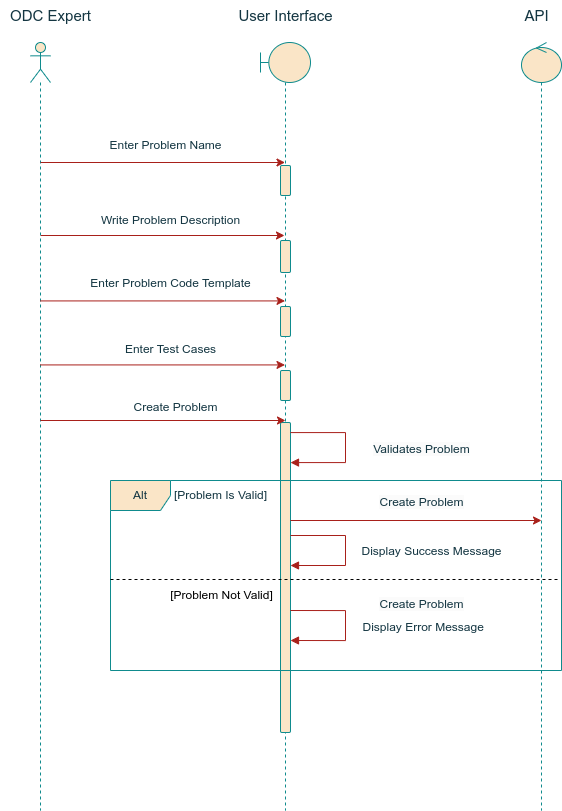 ODC Expert
User Interface
API
Enter Problem Name
Write Problem Description
Enter Problem Code Template
Enter Test Cases
Create Problem
Validates Problem
Alt
[Problem Is Valid]
Create Problem
Display Success Message
[Problem Not Valid]
Create Problem
Display Error Message